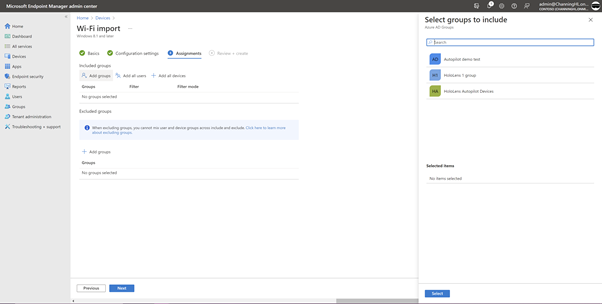 Microsoft Endpoint Manager admin center
admin@ChanningHL.on...
Home
Dashboard
All services
Devices
Apps
Endpoint security
Reports
Users
Groups
Tenant administration
Troubleshooting + support
Home > Devices >
Wi-Fi import ...
Windows 8.1 and later
Basics
Configuration settings
3 Assignments
4 Review + create
Included groups
Add groups
Add all users
Add all devices
Groups
Filter
Filter mode
No groups selected
Excluded groups
When excluding groups, you cannot mix user and device groups across include and exclude. Click here to learn more
about excluding groups.
Add groups
Groups
No groups selected
Previous
Next
Select groups to include
Azure AD Groups
Search
AD Autopilot demo test
HoloLens 1 group
HA HoloLens Autopilot Devices
Selected items
No items selected
Select